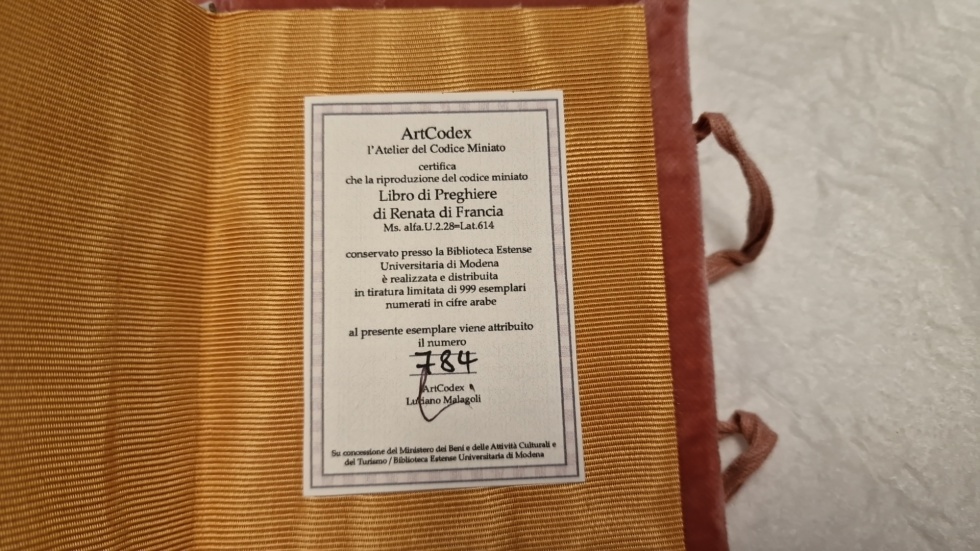 ArtCodex
l'Atelier del Codice Miniato
certifica
che la riproduzione del codice miniato
Libro di Preghiere
di Renata di Francia
Ms. alfa.U.2.28=Lat.614
conservato presso la Biblioteca Estense
Universitaria di Modena
è realizzata e distribuita
in tiratura limitata di 999 esemplari
numerati in cifre arabe
al presente esemplare viene attribuito
il numero
784
ArtCodex
Luciano Malagoli
Su concessione del Ministero dei Beni e delle Attività Culturali e
del Turismo / Biblioteca Estense Universitaria di Modena